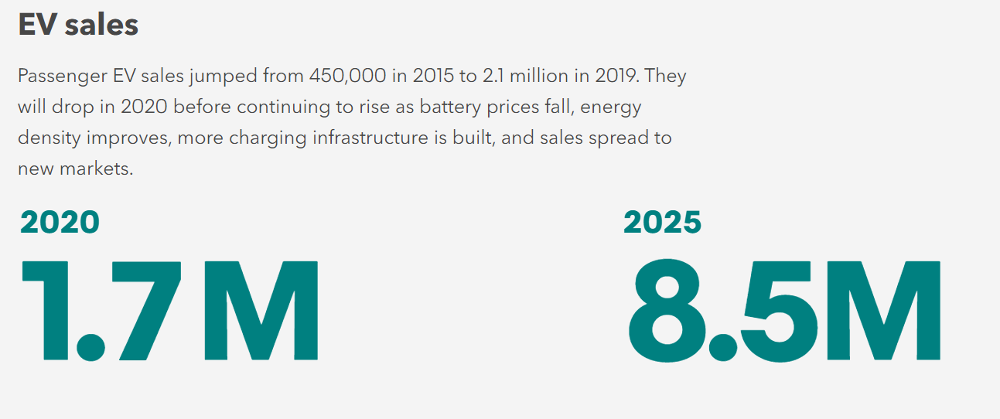 EV sales
Passenger EV sales jumped from 450,000 in 2015 to 2.1 million in 2019. They
will drop in 2020 before continuing to rise as battery prices fall, energy
density improves, more charging infrastructure is built, and sales spread to
new markets.
2020 2025
1.7M 8.5M